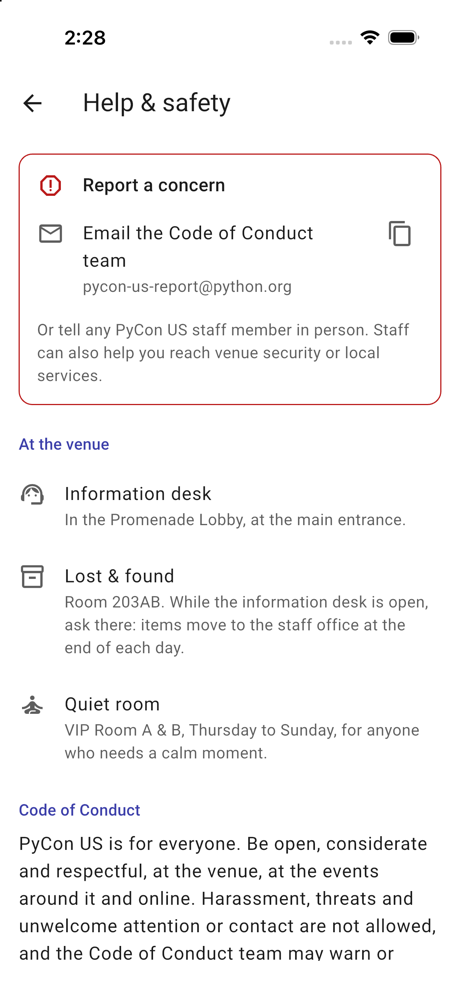 2:28
Help & safety
Report a concern
Email the Code of Conduct
team
pycon-us-report@python.org
Or tell any PyCon US staff member in person. Staff
can also help you reach venue security or local
services.
At the venue
Information desk
In the Promenade Lobby, at the main entrance.
Lost & found
Room 203AB. While the information desk is open,
ask there: items move to the staff office at the
end of each day.
Quiet room
VIP Room A & B, Thursday to Sunday, for anyone
who needs a calm moment.
Code of Conduct
PyCon US is for everyone. Be open, considerate
and respectful, at the venue, at the events
around it and online. Harassment, threats and
unwelcome attention or contact are not allowed,
and the Code of Conduct team may warn or